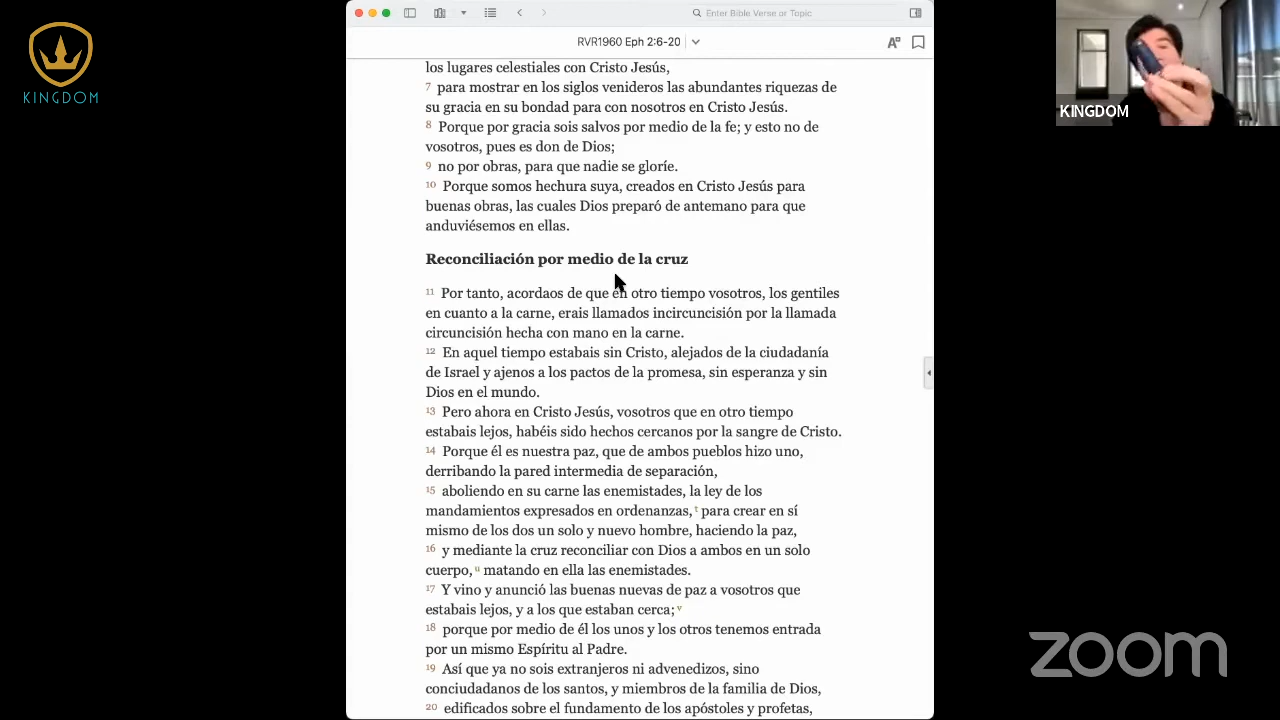 KINGDOM
Enter Bible Verse or Topic
RVR1960 Eph 2:6-20
los lugares celestiales con Cristo Jesús,
7 para mostrar en los siglos venideros las abundantes riquezas de
su gracia en su bondad para con nosotros en Cristo Jesús.
8 Porque por gracia sois salvos por medio de la fe; y esto no de
vosotros, pues es don de Dios;
9 no por obras, para que nadie se gloríe.
10 Porque somos hechura suya, creados en Cristo Jesús para
buenas obras, las cuales Dios preparó de antemano para que
anduviésemos en ellas.
Reconciliación por medio de la cruz
11 Por tanto, acordaos de que en otro tiempo vosotros, los gentiles
en cuanto a la carne, erais llamados incircuncisión por la llamada
circuncisión hecha con mano en la carne.
12 En aquel tiempo estabais sin Cristo, alejados de la ciudadanía
de Israel y ajenos a los pactos de la promesa, sin esperanza y sin
Dios en el mundo.
13 Pero ahora en Cristo Jesús, vosotros que en otro tiempo
estabais lejos, habéis sido hechos cercanos por la sangre de Cristo.
14 Porque él es nuestra paz, que de ambos pueblos hizo uno,
derribando la pared intermedia de separación,
15 aboliendo en su carne las enemistades, la ley de los
mandamientos expresados en ordenanzas,t para crear en sí
mismo de los dos un solo y nuevo hombre, haciendo la paz,
16 y mediante la cruz reconciliar con Dios a ambos en un solo
cuerpo,u matando en ella las enemistades.
17 Y vino y anunció las buenas nuevas de paz a vosotros que
estabais lejos, y a los que estaban cerca;v
18 porque por medio de él los unos y los otros tenemos entrada
por un mismo Espíritu al Padre.
19 Así que ya no sois extranjeros ni advenedizos, sino
conciudadanos de los santos, y miembros de la familia de Dios,
20 edificados sobre el fundamento de los apóstoles y profetas,
KINGDOM
zoom